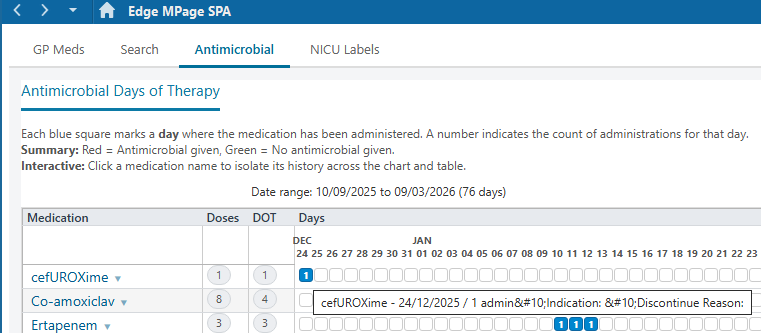 Edge MPage SPA
GP Meds Search Antimicrobial NICU Labels
Antimicrobial Days of Therapy
Each blue square marks a day where the medication has been administered. A number indicates the count of administrations for that day.
Summary: Red = Antimicrobial given, Green = No antimicrobial given.
Interactive: Click a medication name to isolate its history across the chart and table.
Date range: 10/09/2025 to 09/03/2026 (76 days)
Medication Doses DOT Days
DEC JAN
24 25 26 27 28 29 30 31 01 02 03 04 05 06 07 08 09 10 11 12 13 14 15 16 17 18 19 20 21 22 23
cefUROXime 1 1 1
Co-amoxiclav 8 4
cefUROXime - 24/12/2025 / 1 admin&#10;Indication: &#10;Discontinue Reason:
Ertapenem 3 3 1 1 1